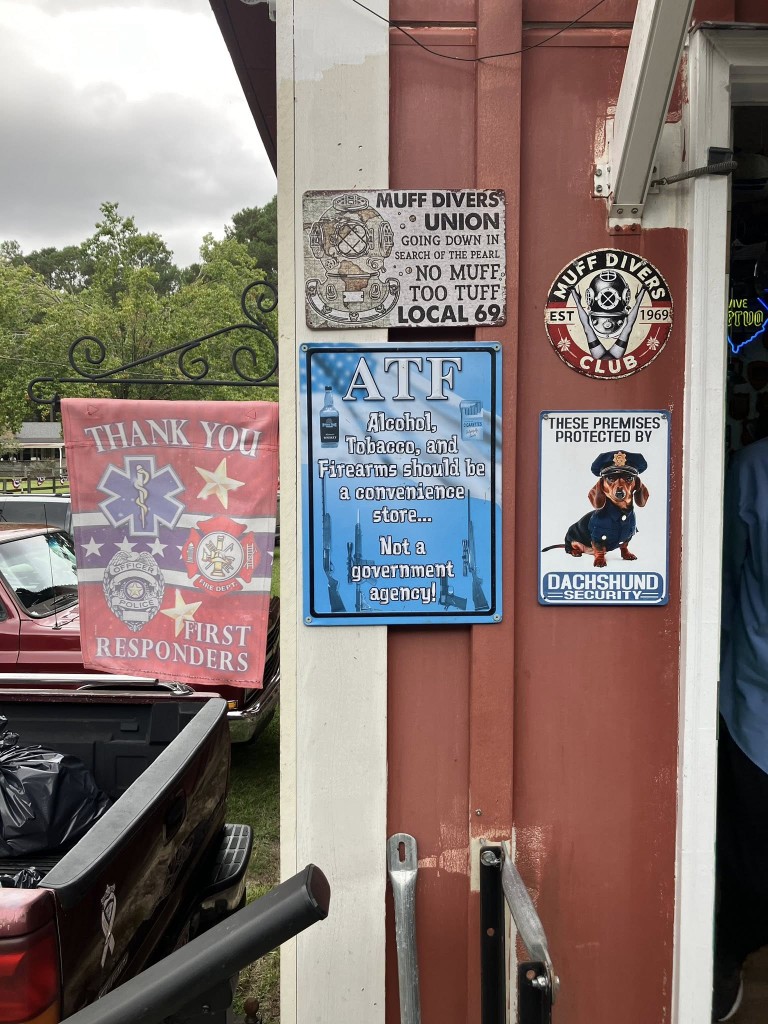 MUFF DIVERS
UNION
GOING DOWN IN
SEARCH OF THE PEARL
NO MUFF
TOO TUFF
LOCAL 69
MUFF DIVERS
EST 1969
CLUB
ATF
Alcohol,
Tobacco, and
Firearms should be
a convenience
store...
Not a
government
agency!
THESE PREMISES
PROTECTED BY
DACHSHUND
SECURITY
THANK YOU
OFFICER
POLICE
FIRE DEPT.
FIRST
RESPONDERS